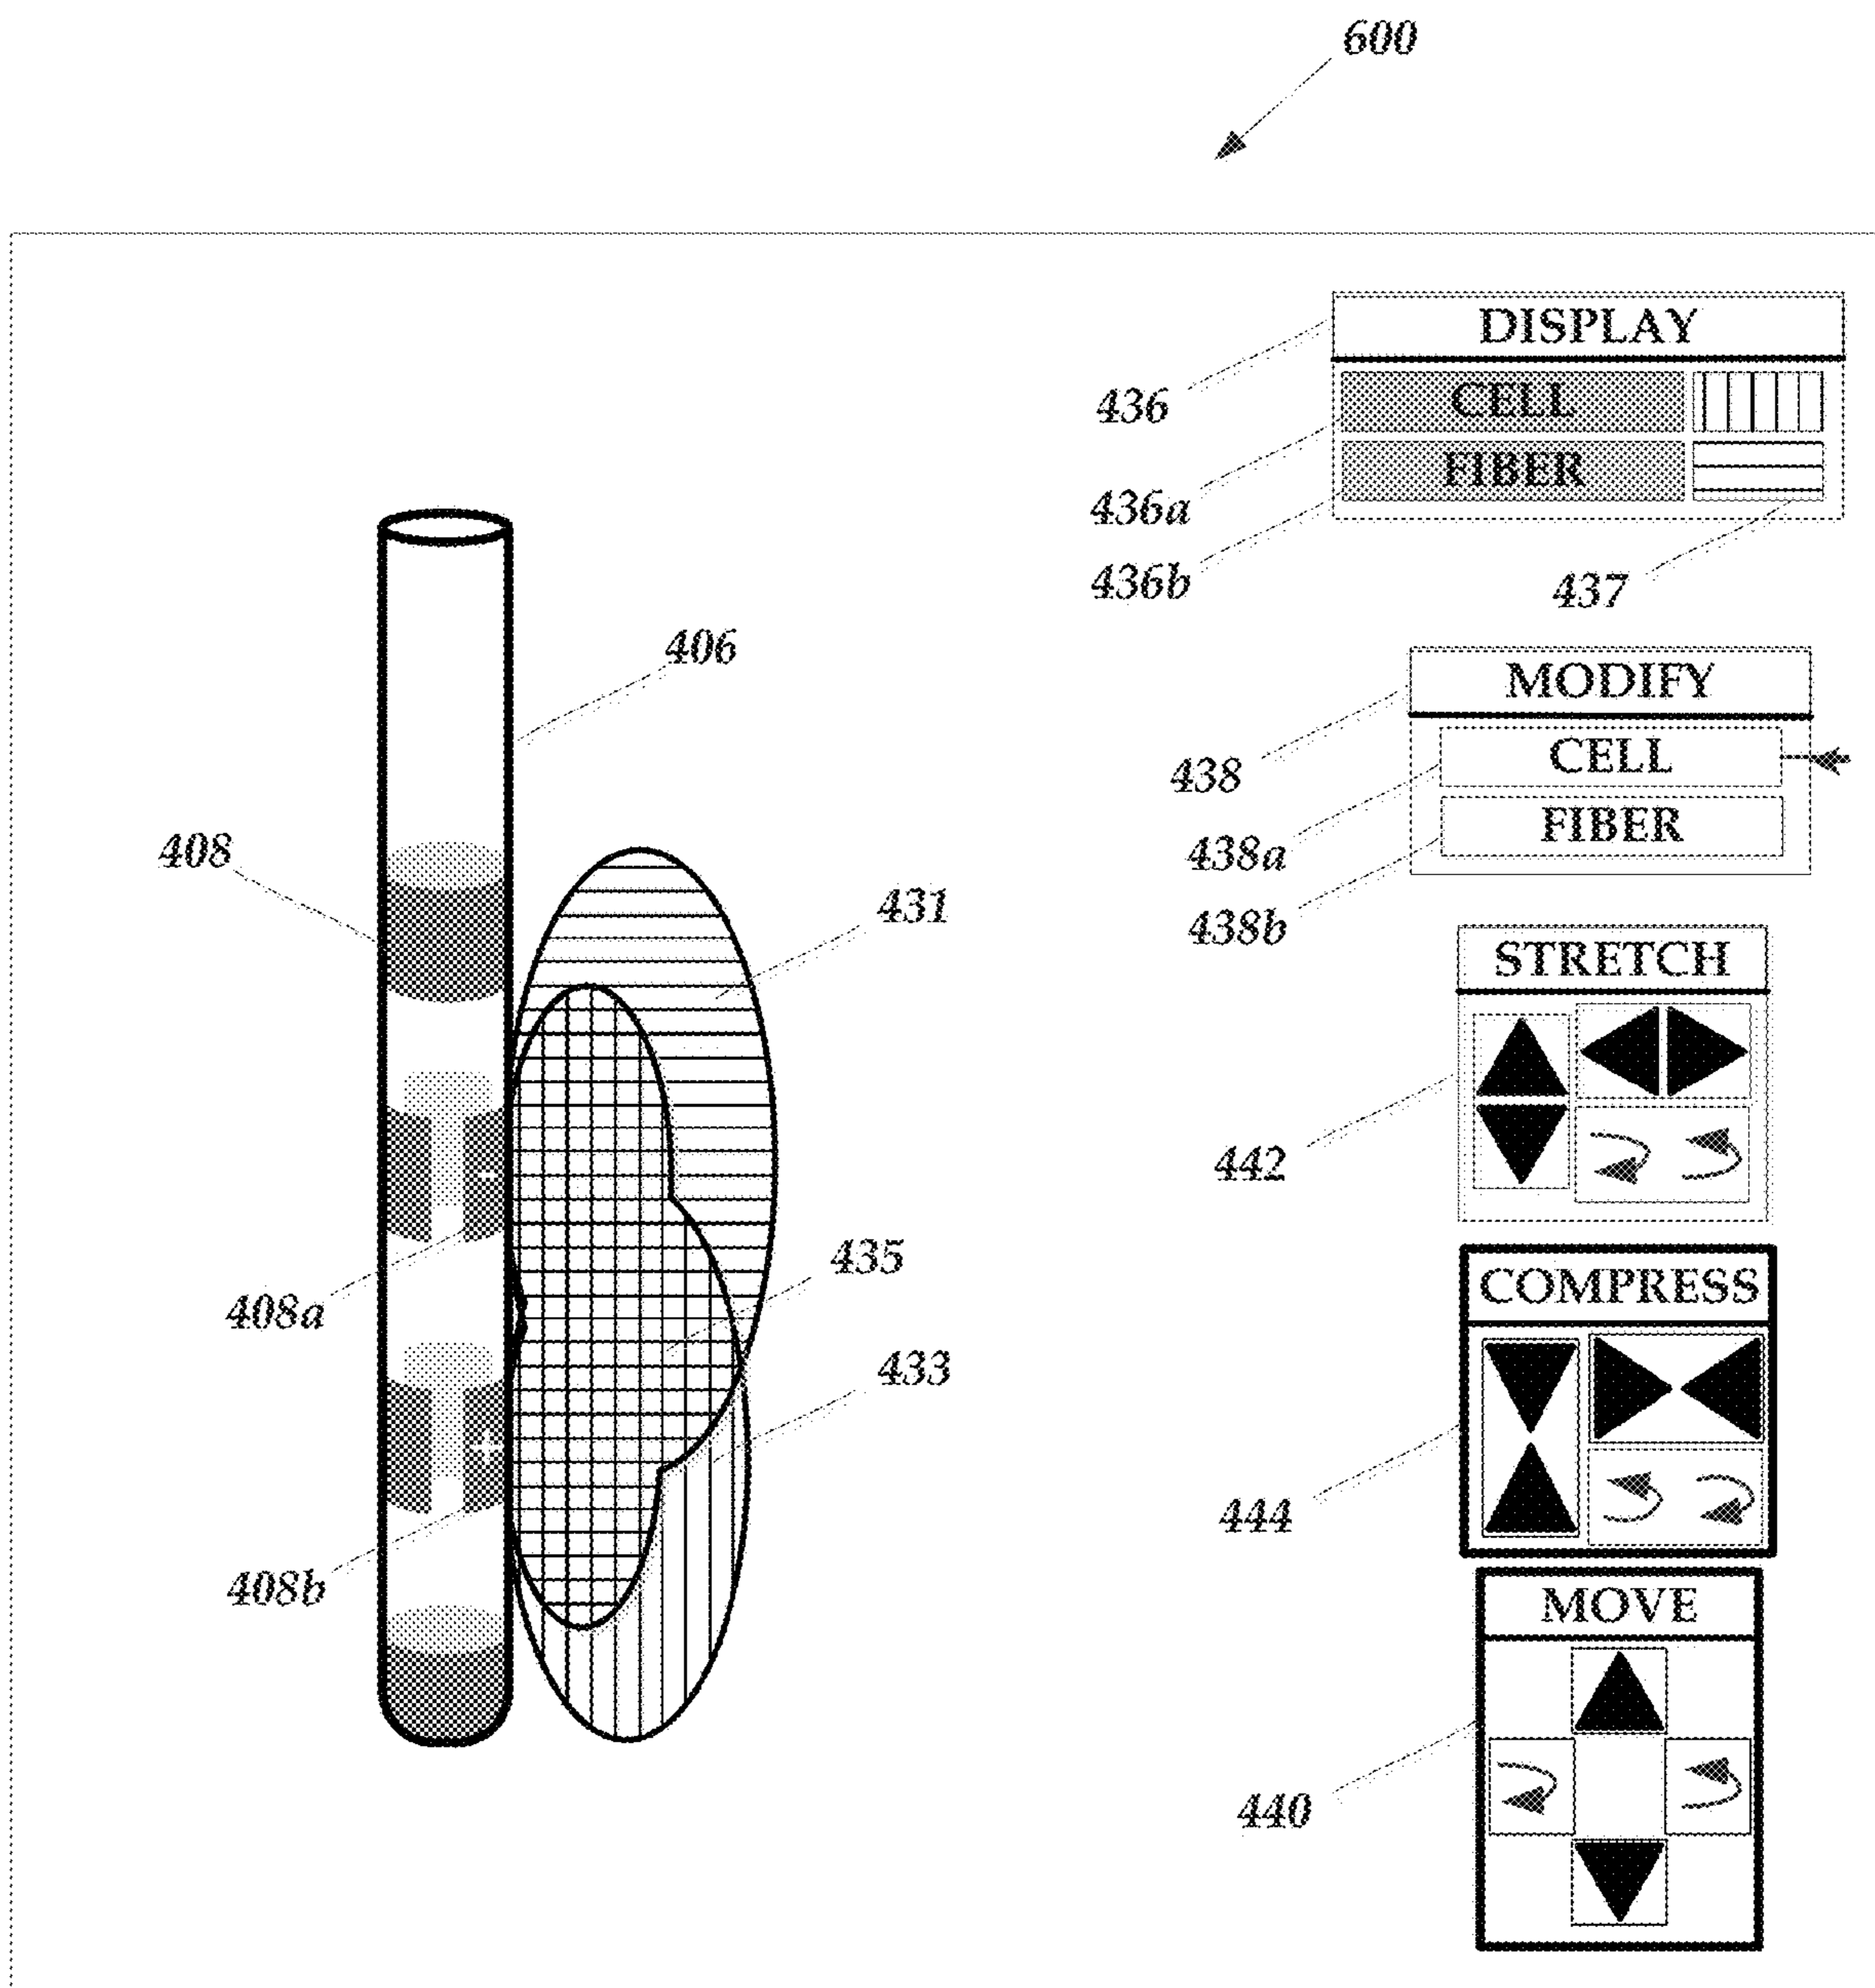 600
DISPLAY
436
CELL
436a
FIBER
436b
437
406
MODIFY
438
CELL
438a
FIBER
438b
408
431
STRETCH
442
408a
435
COMPRESS
433
444
408b
MOVE
440